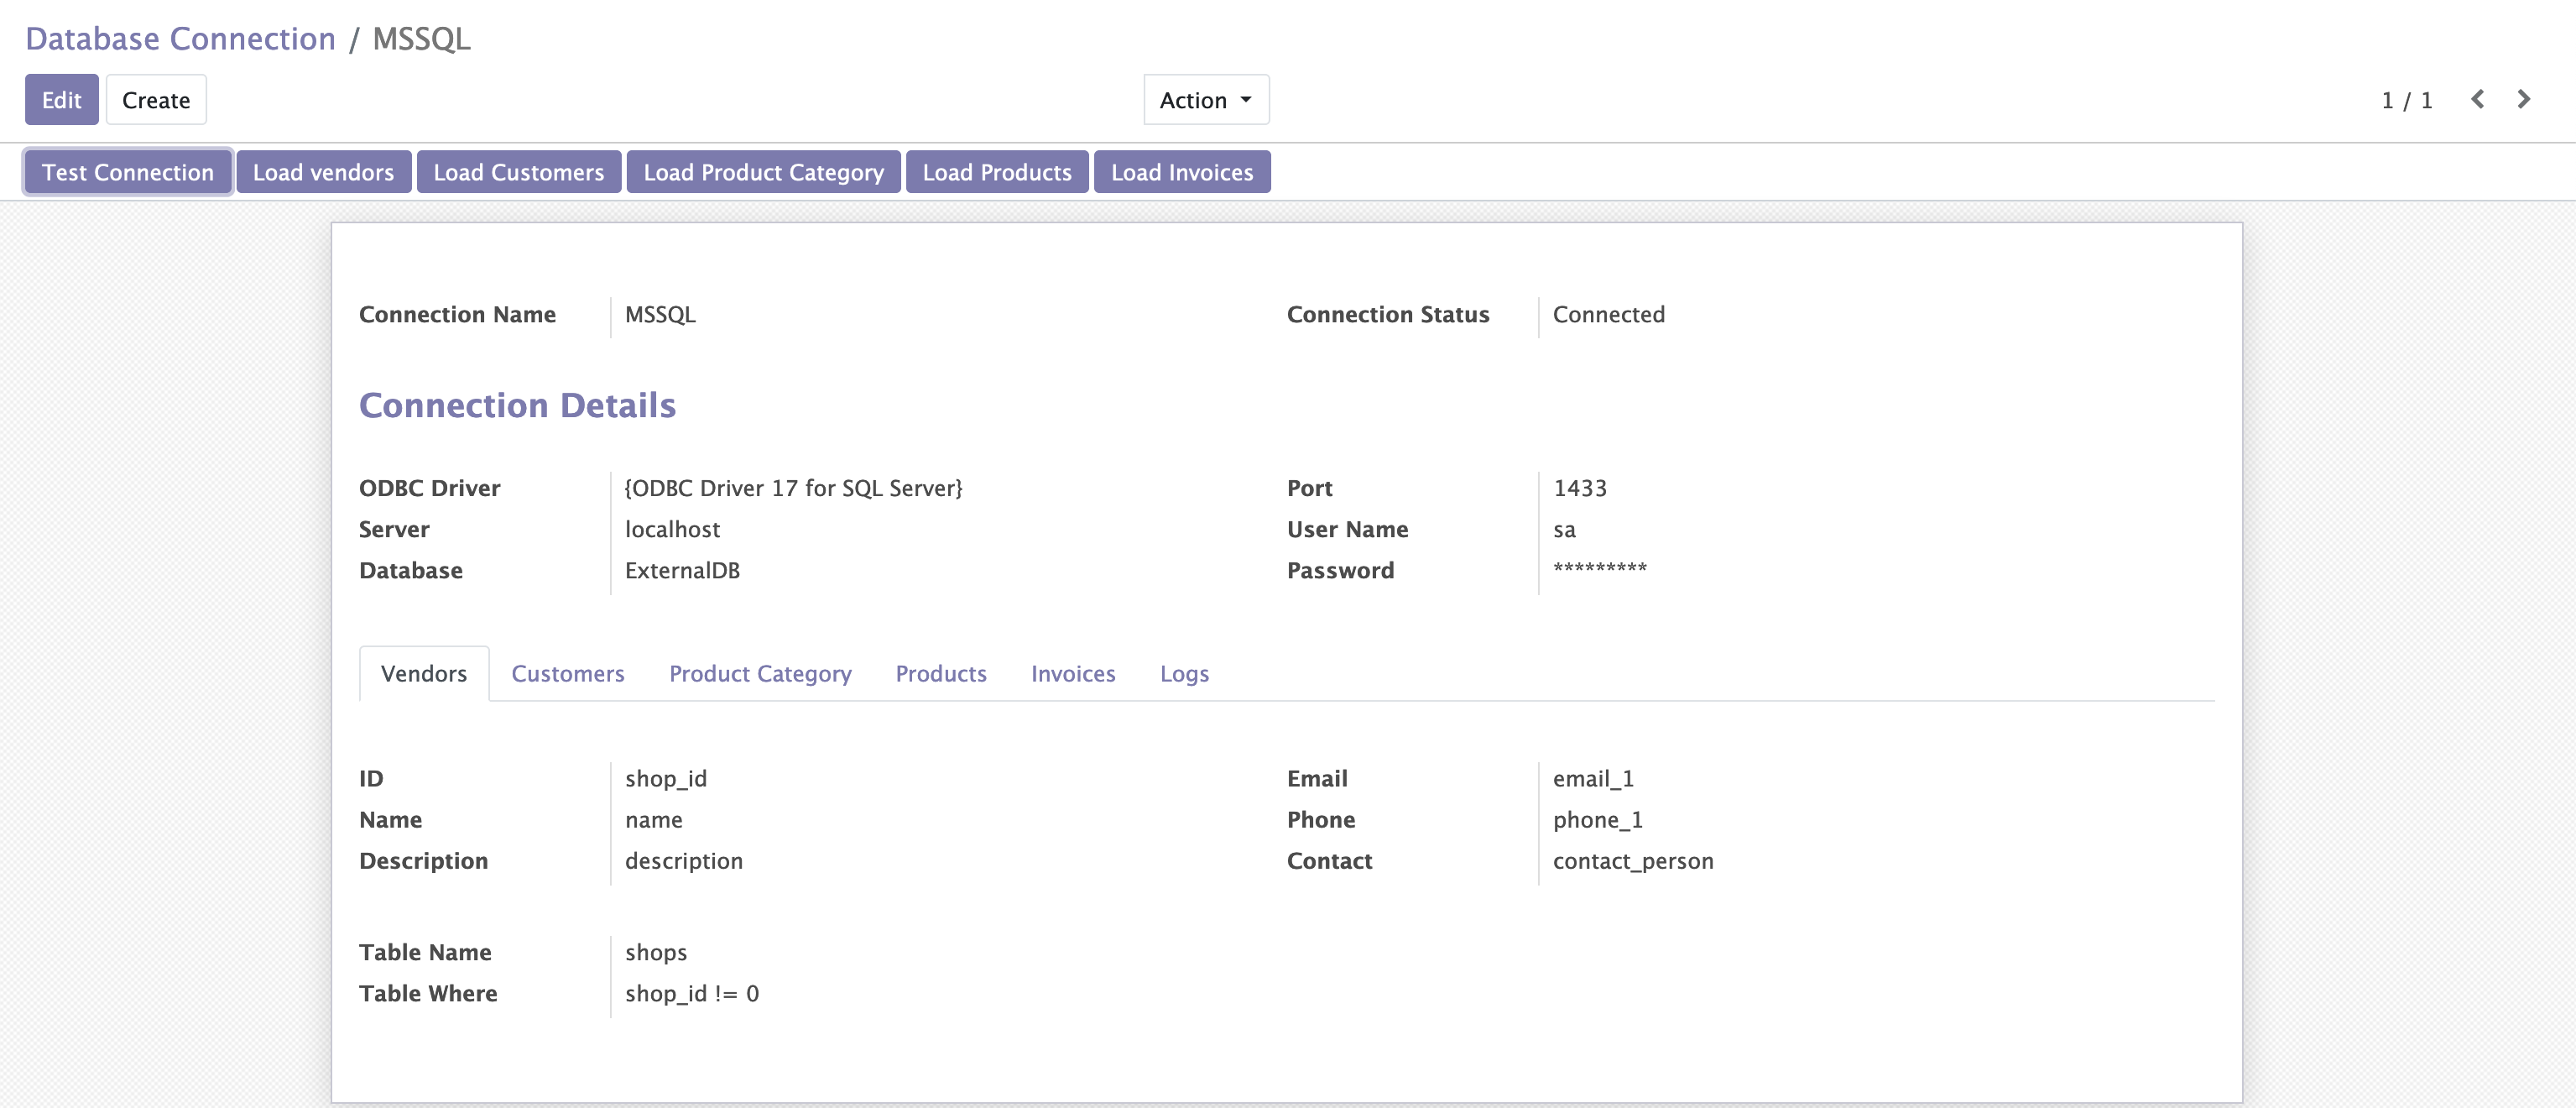 Database Connection / MSSQL
Edit Create Action 1 / 1
Test Connection Load vendors Load Customers Load Product Category Load Products Load Invoices
Connection Name MSSQL Connection Status Connected
Connection Details
ODBC Driver {ODBC Driver 17 for SQL Server} Port 1433
Server localhost User Name sa
Database ExternalDB Password *********
Vendors Customers Product Category Products Invoices Logs
ID shop_id Email email_1
Name name Phone phone_1
Description description Contact contact_person
Table Name shops
Table Where shop_id != 0